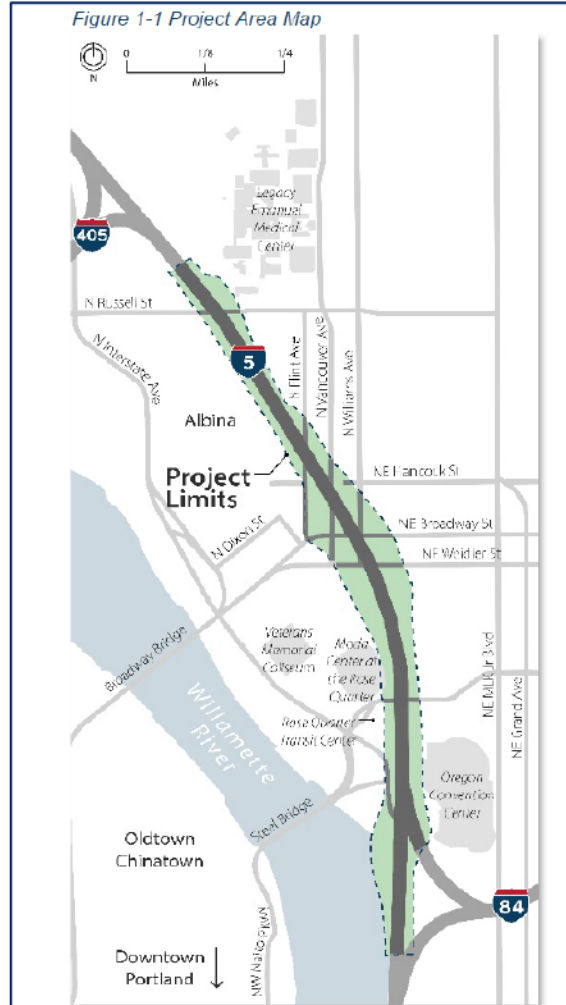 Figure 1-1 Project Area Map
0 1/8 1/4
Miles
N
Legacy
Emanuel
Medical
Center
405
N Russell St
N Interstate Ave
5
N Flint Ave
N Vancouver Ave
N Williams Ave
Albina
Project
Limits
NE Hancock St
N Dixon St
NE Broadway St
NE Weidler St
Broadway Bridge
Veterans
Memorial
Coliseum
Moda
Center at
the Rose
Quarter
NE MLK Jr Blvd
NE Grand Ave
Rose Quarter
Transit Center
Willamette
River
Steel Bridge
Oregon
Convention
Center
Oldtown
Chinatown
84
NW Naito PKWY
Downtown
Portland